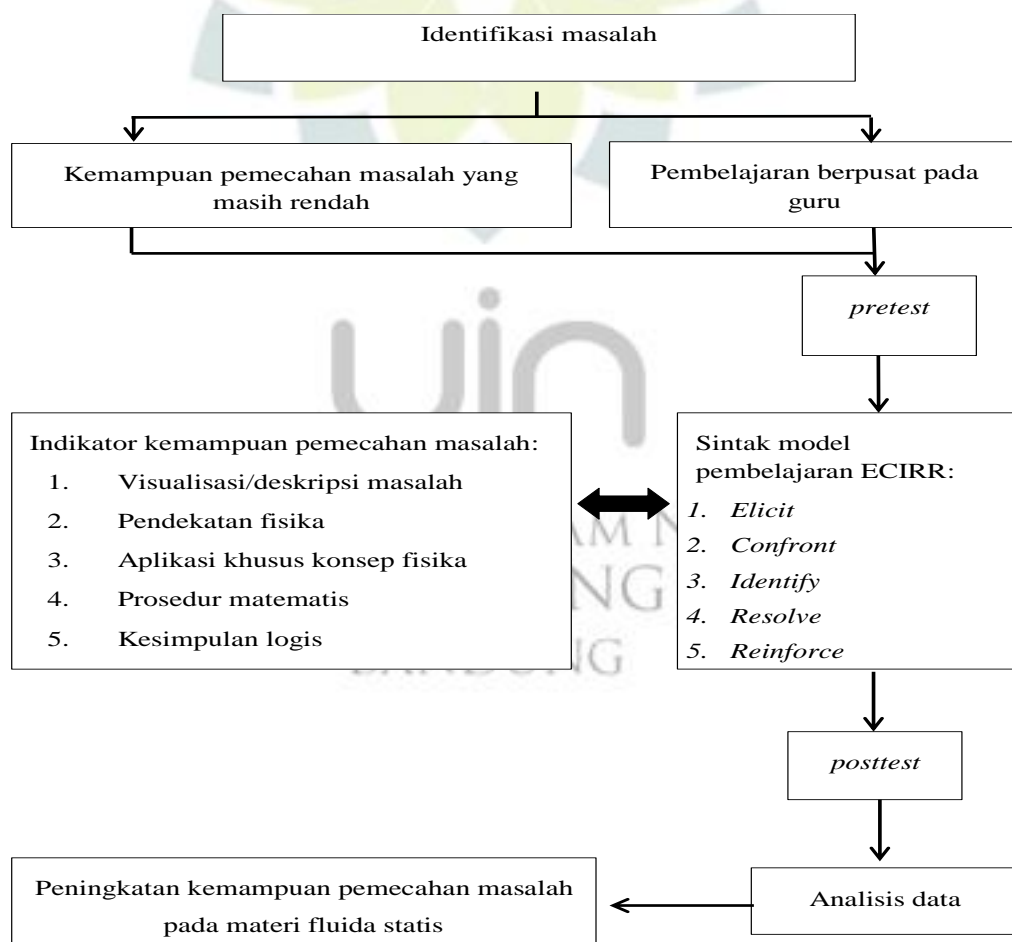 Identifikasi masalah
Kemampuan pemecahan masalah yang
masih rendah
Pembelajaran berpusat pada
guru
pretest
uin
Indikator kemampuan pemecahan masalah:
1. Visualisasi/deskripsi masalah
2. Pendekatan fisika
3. Aplikasi khusus konsep fisika
4. Prosedur matematis
5. Kesimpulan logis
Sintak model
pembelajaran ECIRR:
1. Elicit
2. Confront
3. Identify
4. Resolve
5. Reinforce
posttest
Peningkatan kemampuan pemecahan masalah
pada materi fluida statis
Analisis data